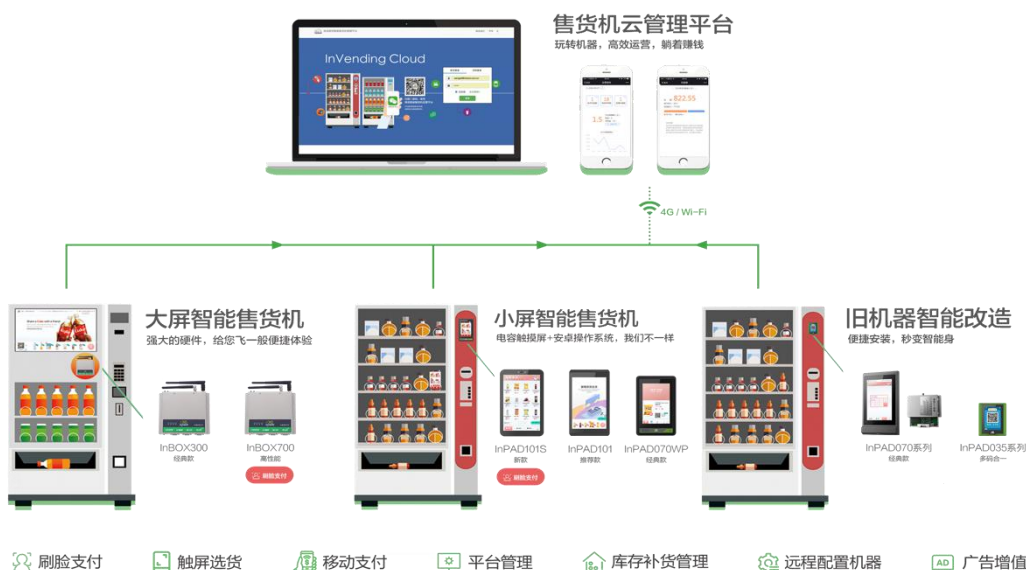 售货机云管理平台
玩转机器，高效运营，躺着赚钱
InVending Cloud
822.55
4G / Wi-Fi
大屏智能售货机
强大的硬件，给您飞一般便捷体验
InBOX300
经典款
InBOX700
高性能
刷脸支付
小屏智能售货机
电容触摸屏+安卓操作系统，我们不一样
InPAD101S
新款
刷脸支付
InPAD101
推荐款
InPAD070WP
经典款
旧机器智能改造
便捷安装，秒变智能身
InPAD070系列
经典款
InPAD035系列
多码合一
刷脸支付
触屏选货
移动支付
平台管理
库存补货管理
远程配置机器
AD
广告增值